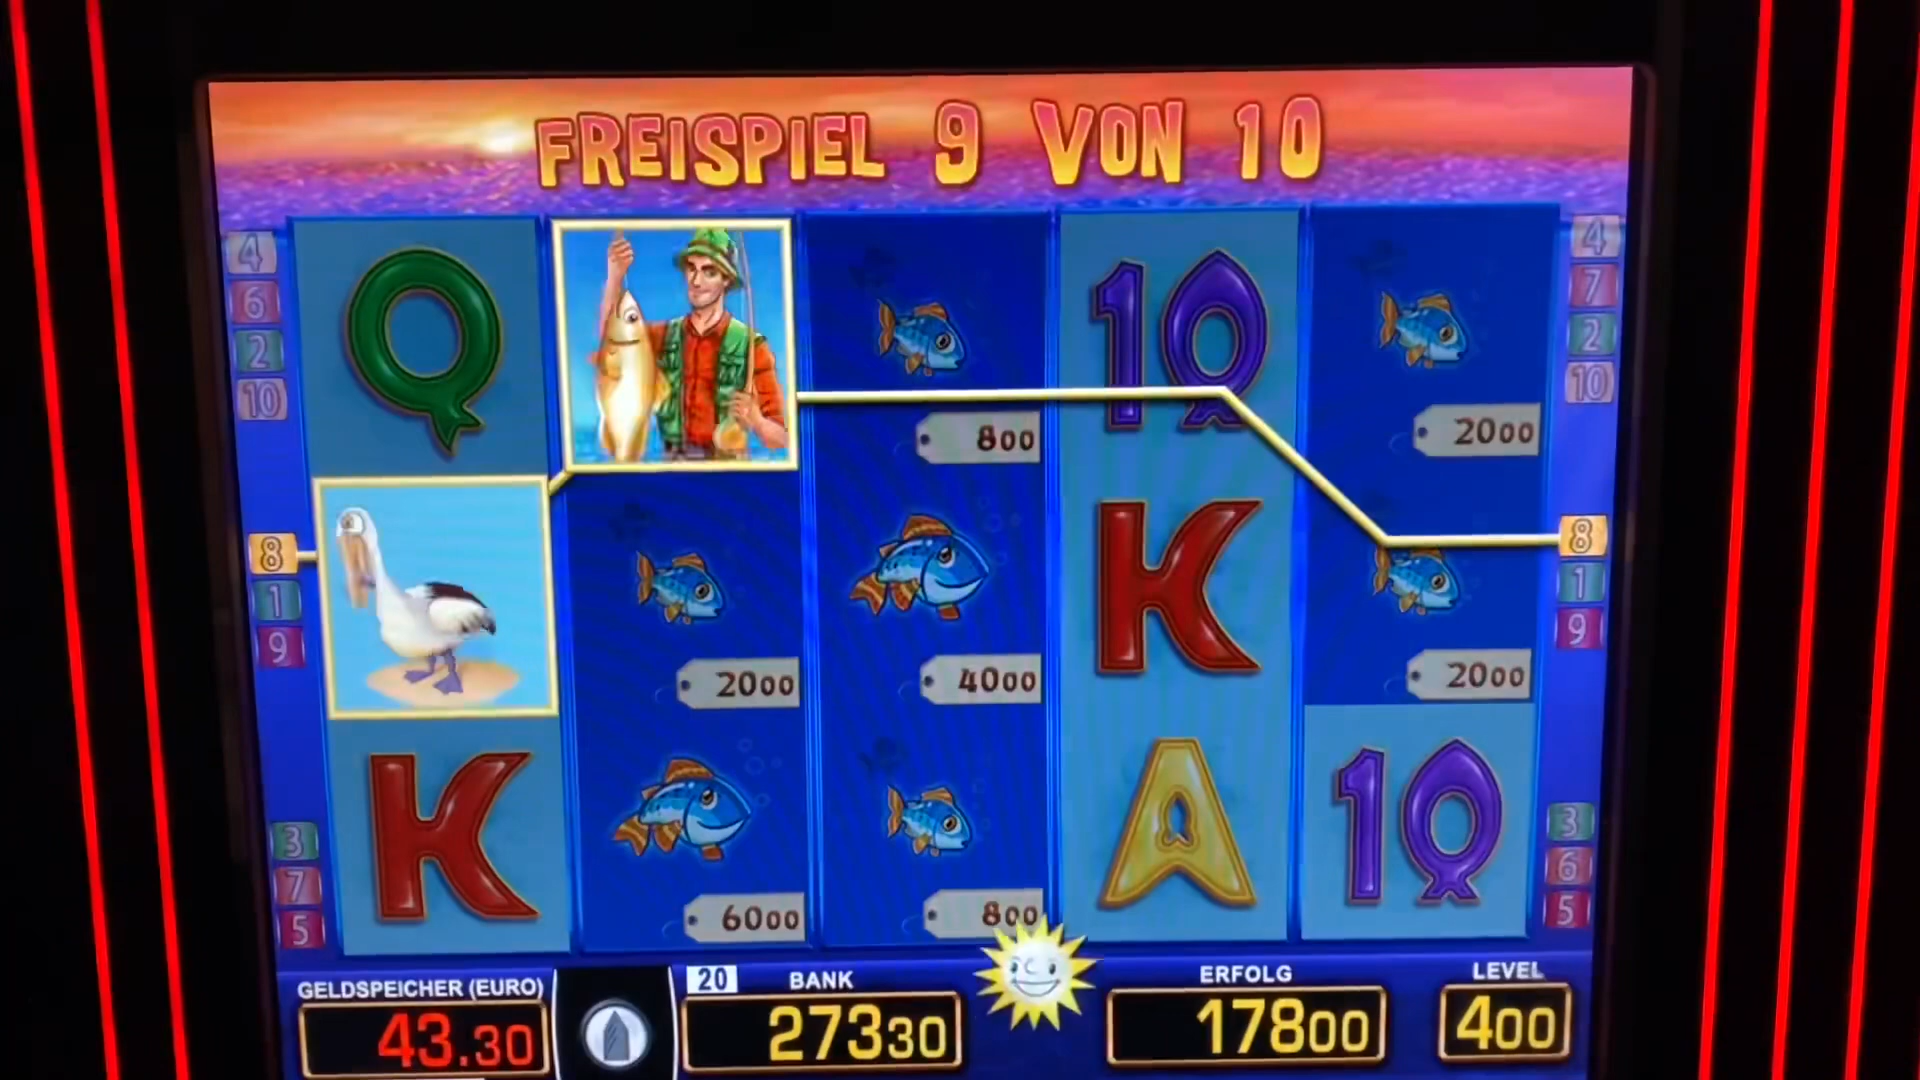 FREISPIEL 9 VON 10
4 4
6 7
2 2
10 10
Q 10
800 2000
8 8
1 1
9 9
K
2000 4000 2000
3 3
7 6
5 5
K A 10
6000 800
GELDSPEICHER (EURO) 20 BANK ERFOLG LEVEL
43.30 27330 17800 400